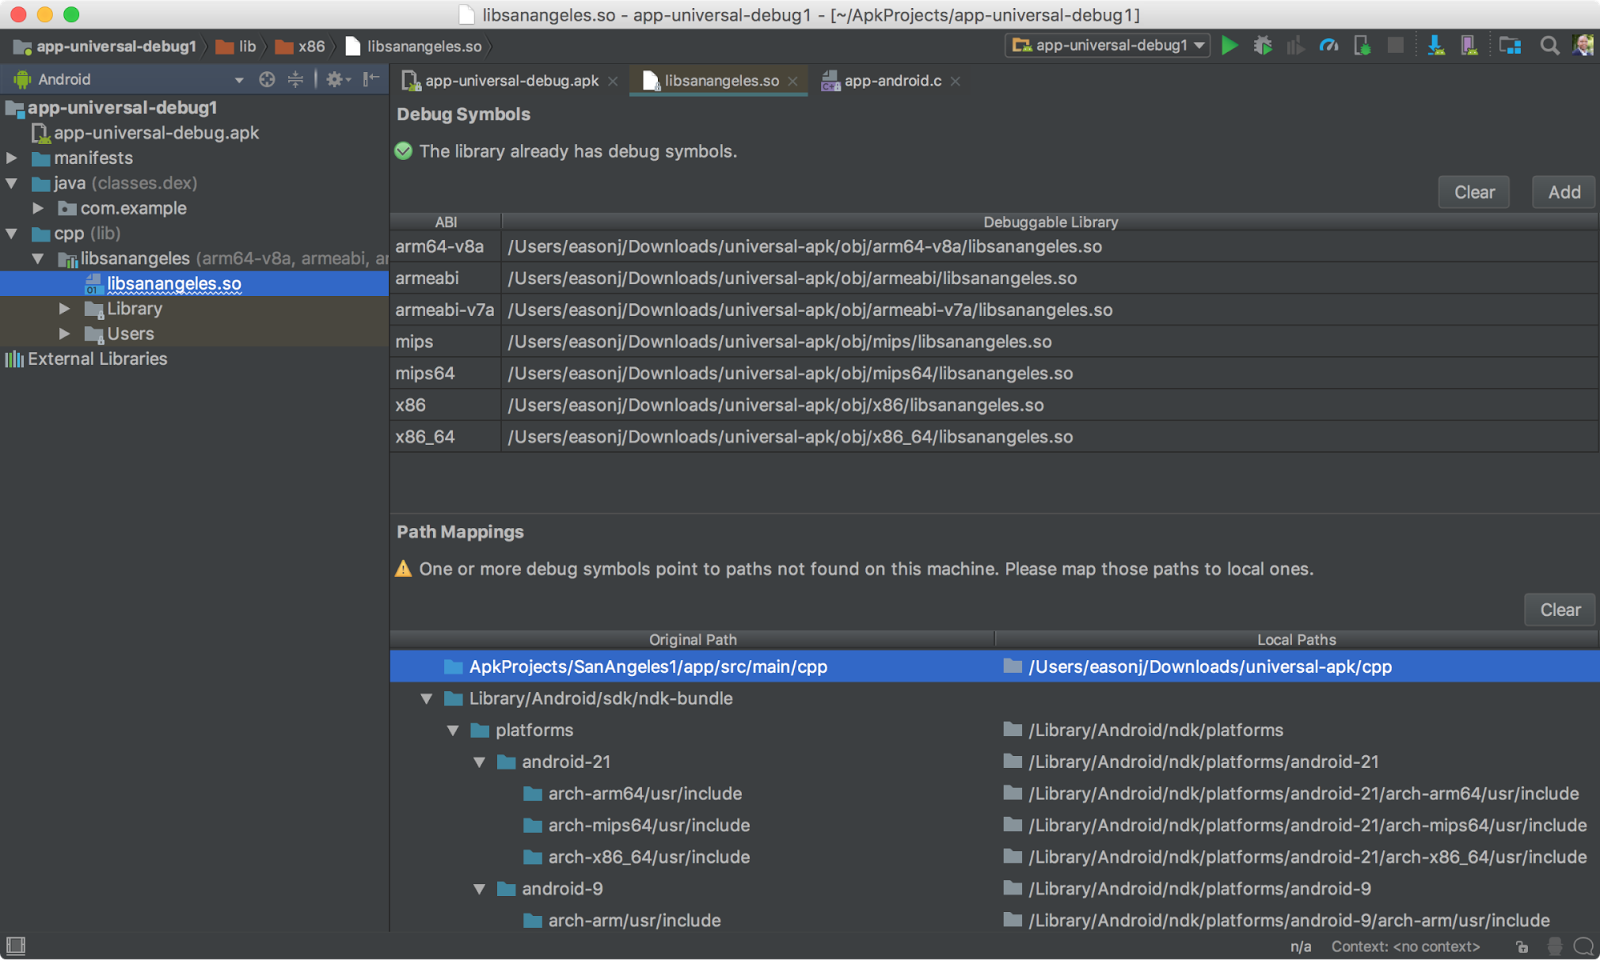 libsanangeles.so - app-universal-debug1 - [~/ApkProjects/app-universal-debug1]
app-universal-debug1 lib x86 libsanangeles.so app-universal-debug1
Android
app-universal-debug.apk libsanangeles.so app-android.c
app-universal-debug1
app-universal-debug.apk
manifests
java (classes.dex)
com.example
cpp (lib)
libsanangeles (arm64-v8a, armeabi, ar
libsanangeles.so
Library
Users
External Libraries
Debug Symbols
The library already has debug symbols.
Clear Add
ABI Debuggable Library
arm64-v8a /Users/easonj/Downloads/universal-apk/obj/arm64-v8a/libsanangeles.so
armeabi /Users/easonj/Downloads/universal-apk/obj/armeabi/libsanangeles.so
armeabi-v7a /Users/easonj/Downloads/universal-apk/obj/armeabi-v7a/libsanangeles.so
mips /Users/easonj/Downloads/universal-apk/obj/mips/libsanangeles.so
mips64 /Users/easonj/Downloads/universal-apk/obj/mips64/libsanangeles.so
x86 /Users/easonj/Downloads/universal-apk/obj/x86/libsanangeles.so
x86_64 /Users/easonj/Downloads/universal-apk/obj/x86_64/libsanangeles.so
Path Mappings
One or more debug symbols point to paths not found on this machine. Please map those paths to local ones.
Clear
Original Path Local Paths
ApkProjects/SanAngeles1/app/src/main/cpp /Users/easonj/Downloads/universal-apk/cpp
Library/Android/sdk/ndk-bundle
platforms /Library/Android/ndk/platforms
android-21 /Library/Android/ndk/platforms/android-21
arch-arm64/usr/include /Library/Android/ndk/platforms/android-21/arch-arm64/usr/include
arch-mips64/usr/include /Library/Android/ndk/platforms/android-21/arch-mips64/usr/include
arch-x86_64/usr/include /Library/Android/ndk/platforms/android-21/arch-x86_64/usr/include
android-9 /Library/Android/ndk/platforms/android-9
arch-arm/usr/include /Library/Android/ndk/platforms/android-9/arch-arm/usr/include
n/a Context: <no context>